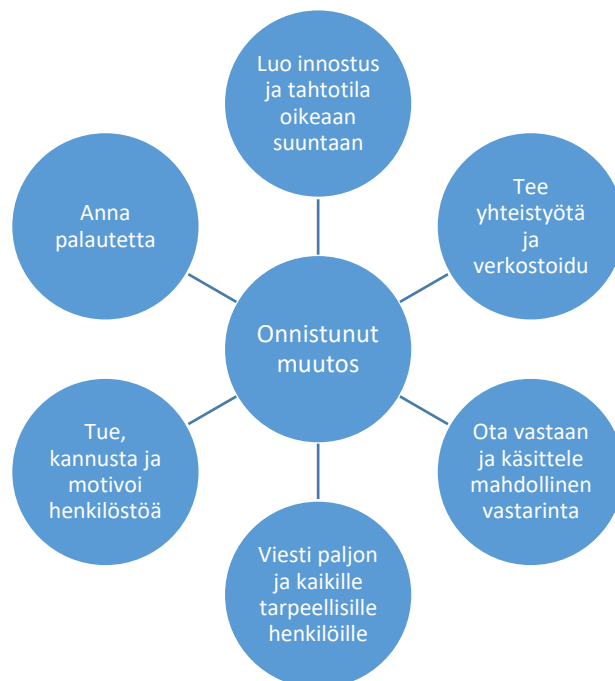 Luo innostus
ja tahtotila
oikeaan
suuntaan
Tee
yhteistyötä
ja
verkostoidu
Ota vastaan
ja käsittele
mahdollinen
vastarinta
Viesti paljon
ja kaikille
tarpeellisille
henkilöille
Tue,
kannusta ja
motivoi
henkilöstöä
Anna
palautetta
Onnistunut
muutos